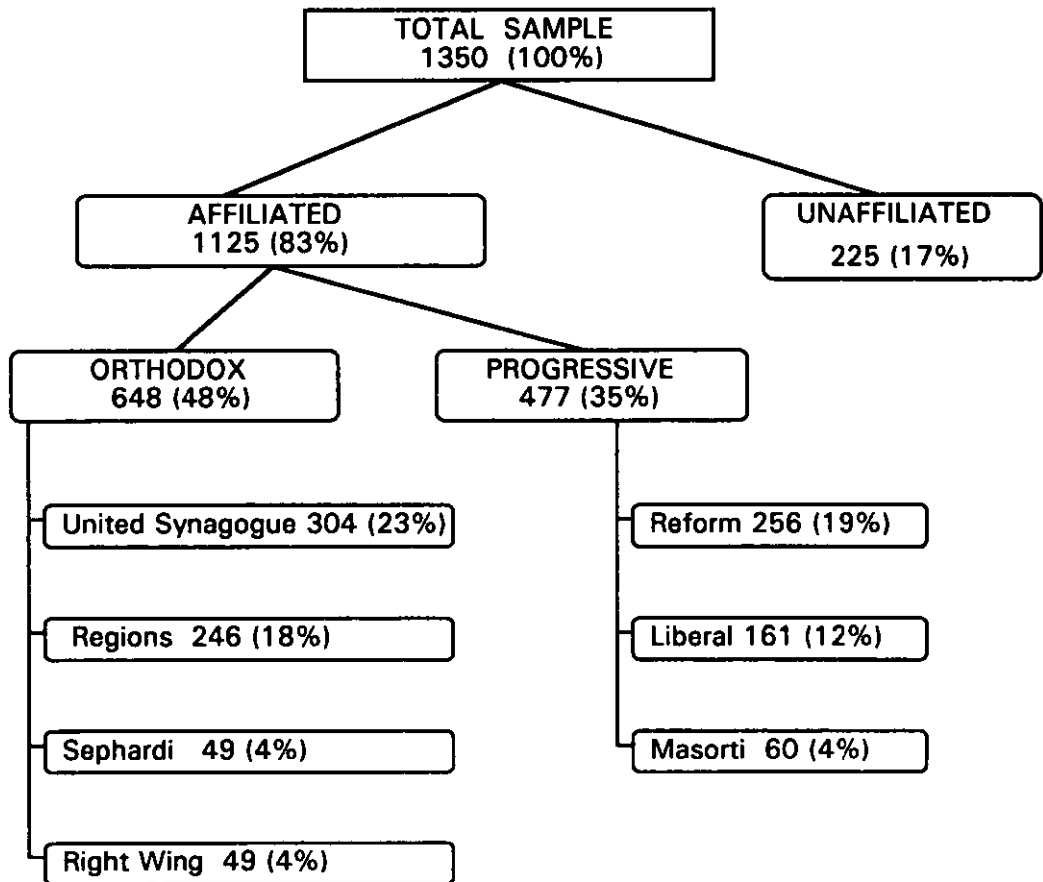 TOTAL SAMPLE
1350 (100%)
AFFILIATED
1125 (83%)
UNAFFILIATED
225 (17%)
ORTHODOX
648 (48%)
PROGRESSIVE
477 (35%)
United Synagogue 304 (23%)
Regions 246 (18%)
Sephardi 49 (4%)
Right Wing 49 (4%)
Reform 256 (19%)
Liberal 161 (12%)
Masorti 60 (4%)